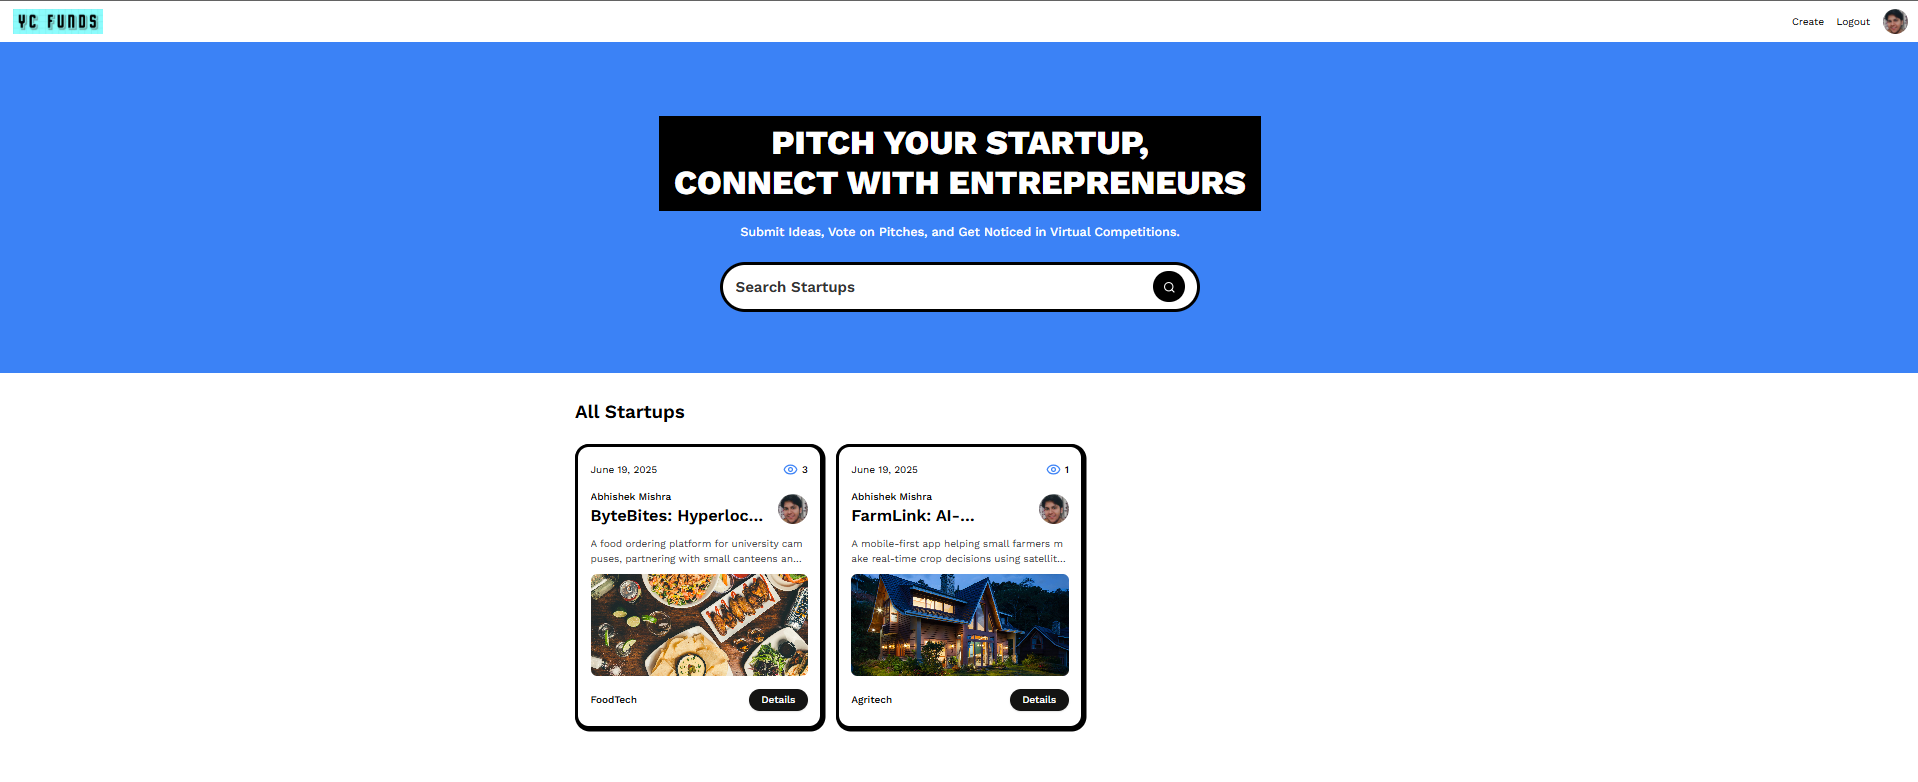 YC FUNDS
Create Logout
PITCH YOUR STARTUP,
CONNECT WITH ENTREPRENEURS
Submit Ideas, Vote on Pitches, and Get Noticed in Virtual Competitions.
Search Startups
All Startups
June 19, 2025 3
Abhishek Mishra
ByteBites: Hyperloc...
A food ordering platform for university cam
puses, partnering with small canteens an...
FoodTech Details
June 19, 2025 1
Abhishek Mishra
FarmLink: AI-...
A mobile-first app helping small farmers m
ake real-time crop decisions using satellit...
Agritech Details